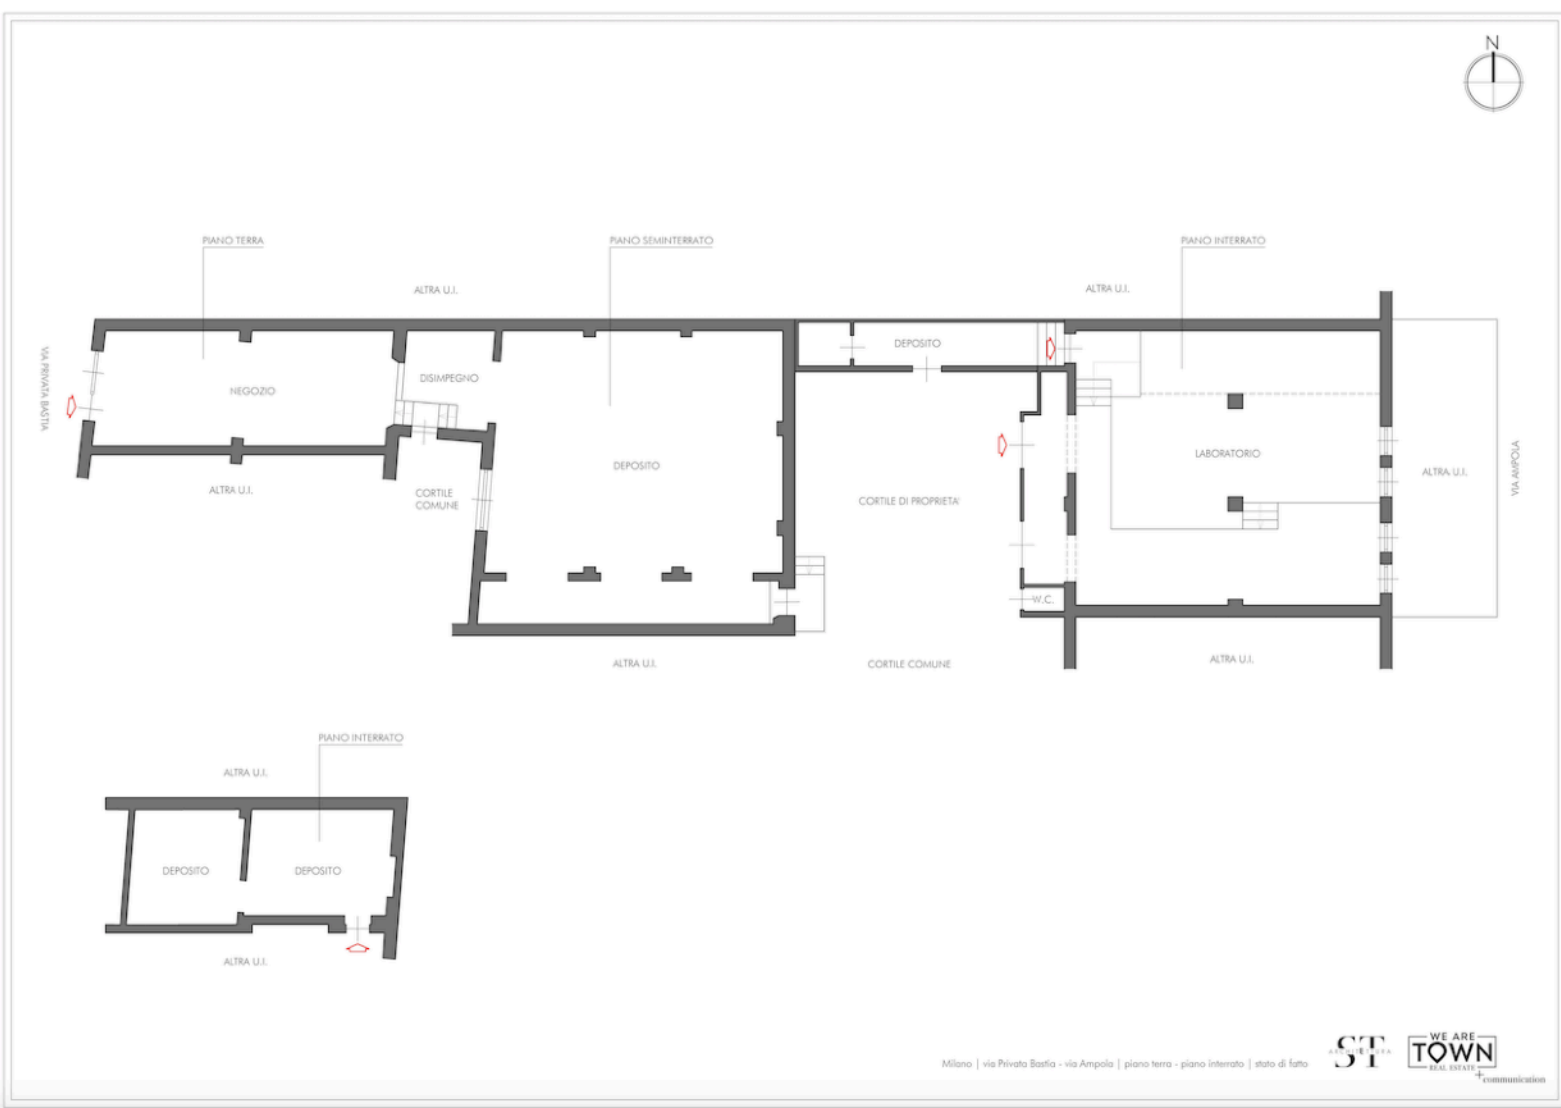 N
PIANO TERRA
PIANO SEMINTERRATO
PIANO INTERRATO
ALTRA U.I.
ALTRA U.I.
VIA PRIVATA BASTIA
DEPOSITO
DISIMPEGNO
NEGOZIO
DEPOSITO
LABORATORIO
ALTRA U.I.
VIA AMPOLA
ALTRA U.I.
CORTILE
COMUNE
CORTILE DI PROPRIETA'
W.C.
ALTRA U.I.
CORTILE COMUNE
ALTRA U.I.
PIANO INTERRATO
ALTRA U.I.
DEPOSITO
DEPOSITO
ALTRA U.I.
Milano | via Privata Bastia - via Ampola | piano terra - piano interrato | stato di fatto
ST
ARCHITETTURA
WE ARE
TOWN
REAL ESTATE
+communication